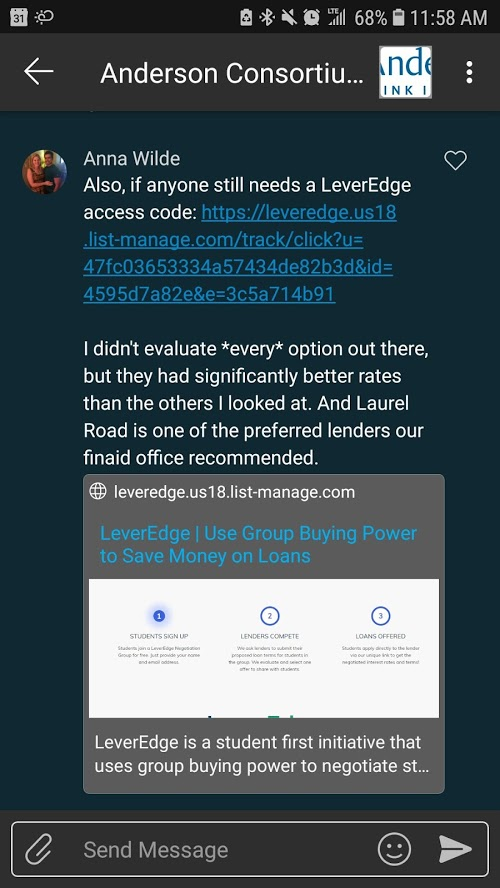 31
LTE
68%
11:58 AM
Anderson Consortiu...
nde
INK I
Anna Wilde
Also, if anyone still needs a LeverEdge
access code: https://leveredge.us18
.list-manage.com/track/click?u=
47fc03653334a57434de82b3d&id=
4595d7a82e&e=3c5a714b91
I didn't evaluate *every* option out there,
but they had significantly better rates
than the others I looked at. And Laurel
Road is one of the preferred lenders our
finaid office recommended.
leveredge.us18.list-manage.com
LeverEdge | Use Group Buying Power
to Save Money on Loans
1
2
3
STUDENTS SIGN UP
LENDERS COMPETE
LOANS OFFERED
Students join a LeverEdge Negotiation
Group for free. Just provide your name
and email address.
We ask lenders to submit their
proposed loan terms for students in
the group. We evaluate and select one
offer to share with students.
Students apply directly to the lender
via our unique link to get the
negotiated interest rates and terms!
LeverEdge is a student first initiative that
uses group buying power to negotiate st...
Send Message